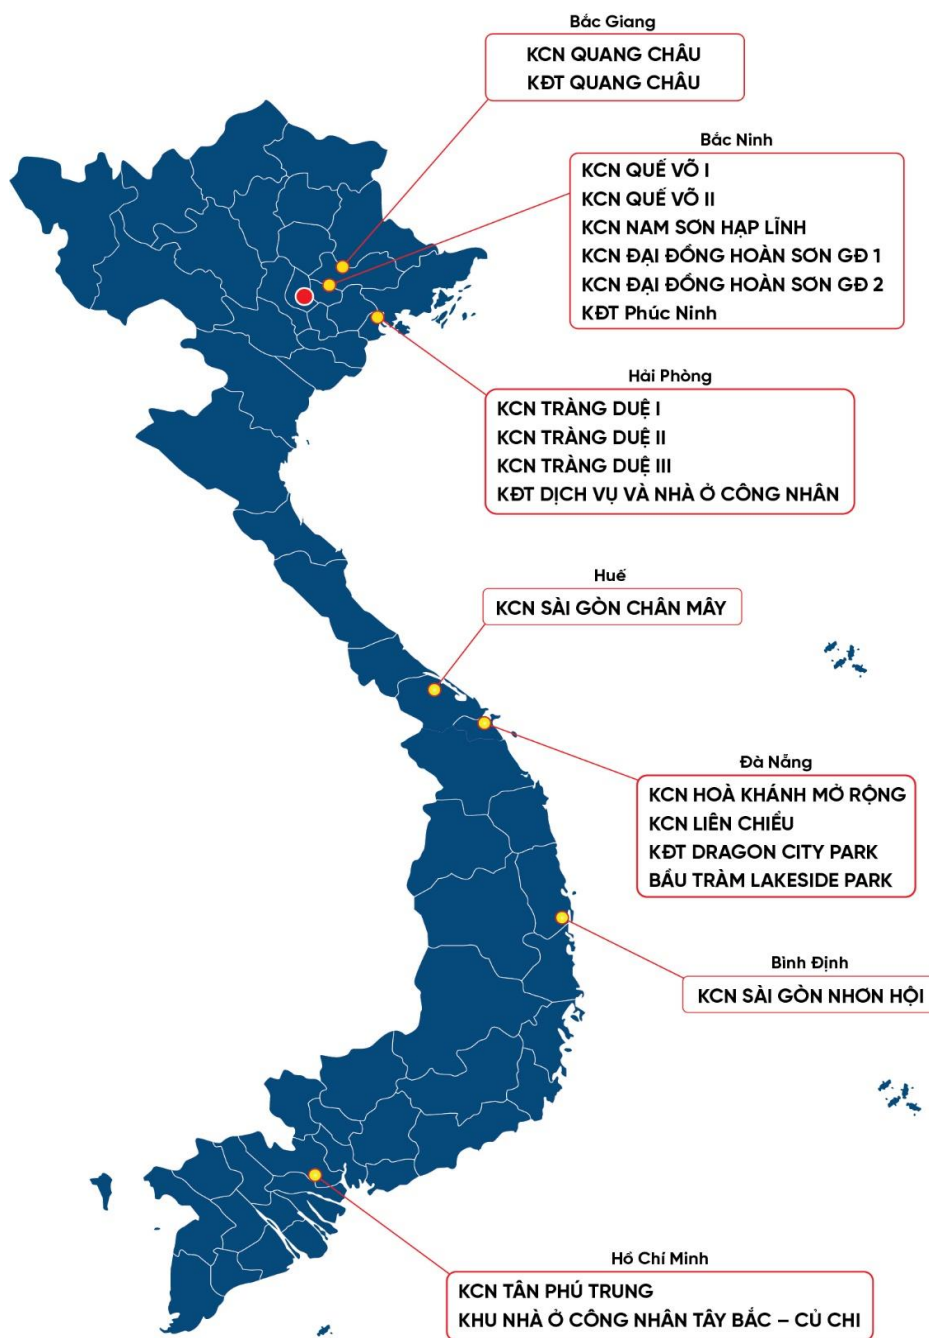 Bắc Giang
KCN QUANG CHÂU
KĐT QUANG CHÂU
Bắc Ninh
KCN QUẾ VÕ I
KCN QUẾ VÕ II
KCN NAM SƠN HẠP LĨNH
KCN ĐẠI ĐỒNG HOÀN SƠN GĐ 1
KCN ĐẠI ĐỒNG HOÀN SƠN GĐ 2
KĐT Phúc Ninh
Hải Phòng
KCN TRÀNG DUỆ I
KCN TRÀNG DUỆ II
KCN TRÀNG DUỆ III
KĐT DỊCH VỤ VÀ NHÀ Ở CÔNG NHÂN
Huế
KCN SÀI GÒN CHÂN MÂY
Đà Nẵng
KCN HOÀ KHÁNH MỞ RỘNG
KCN LIÊN CHIỂU
KĐT DRAGON CITY PARK
BẦU TRÀM LAKESIDE PARK
Bình Định
KCN SÀI GÒN NHƠN HỘI
Hồ Chí Minh
KCN TÂN PHÚ TRUNG
KHU NHÀ Ở CÔNG NHÂN TÂY BẮC – CỦ CHI